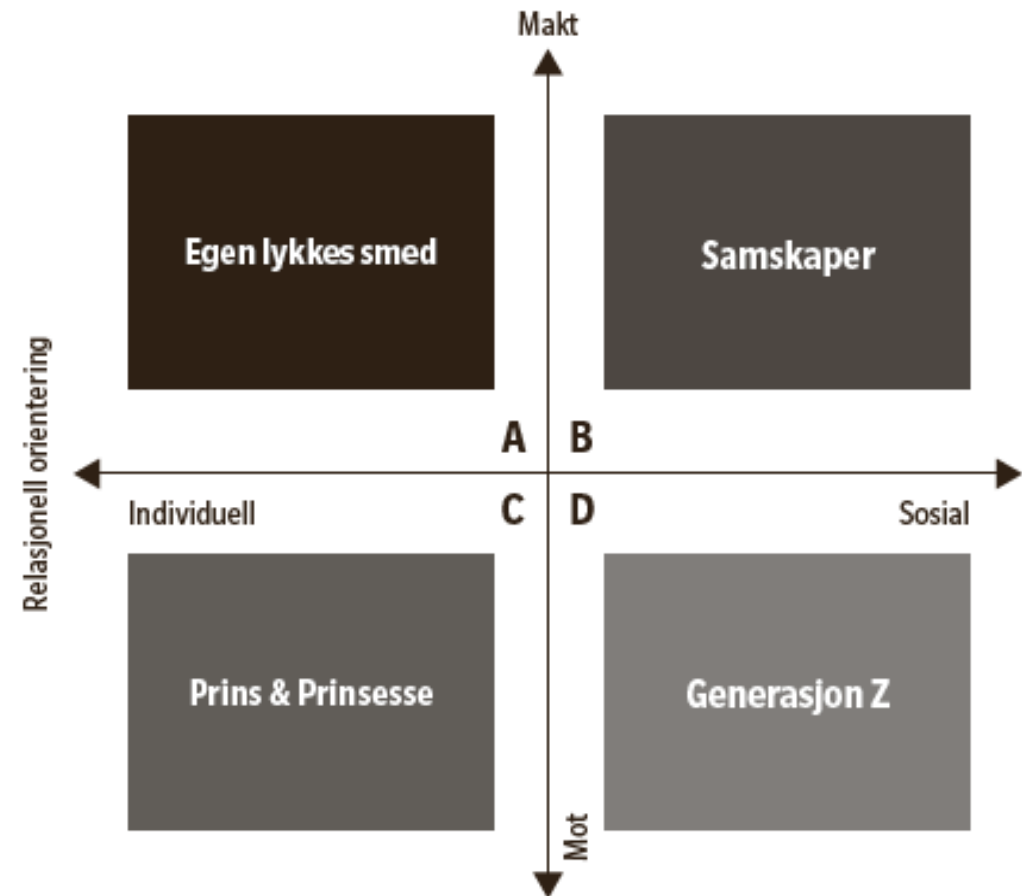 Makt
Egen lykkes smed
Samskaper
Relasjonell orientering
A
B
C
D
Individuell
Sosial
Prins & Prinsesse
Generasjon Z
Mot